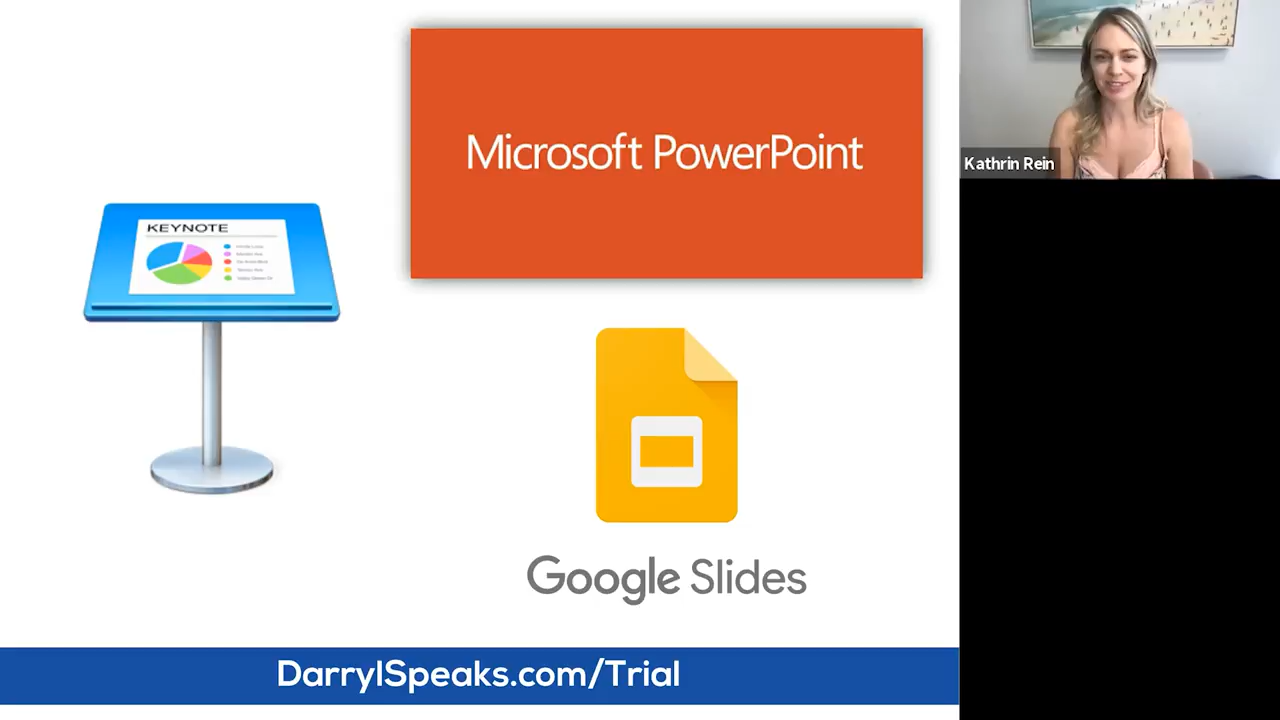 Microsoft PowerPoint
Kathrin Rein
KEYNOTE
Google Slides
DarrylSpeaks.com/Trial